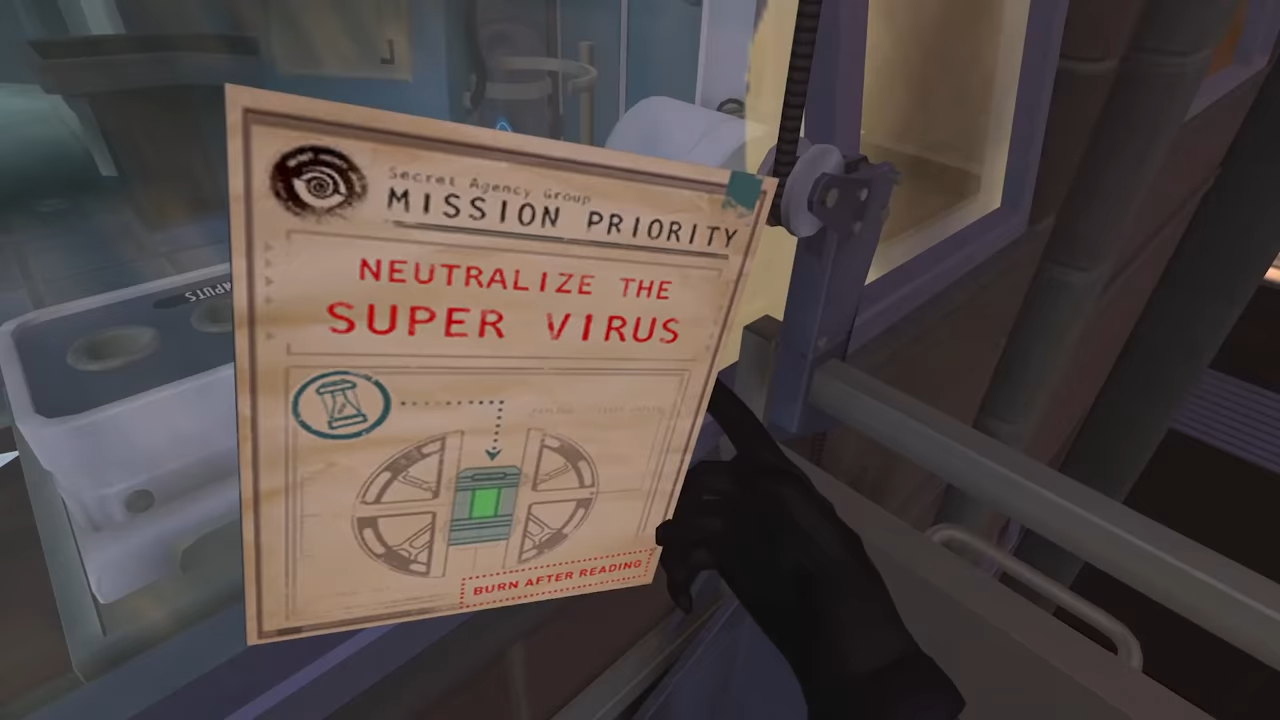 Secret Agency Group
MISSION PRIORITY
NEUTRALIZE THE
SUPER VIRUS
BURN AFTER READING